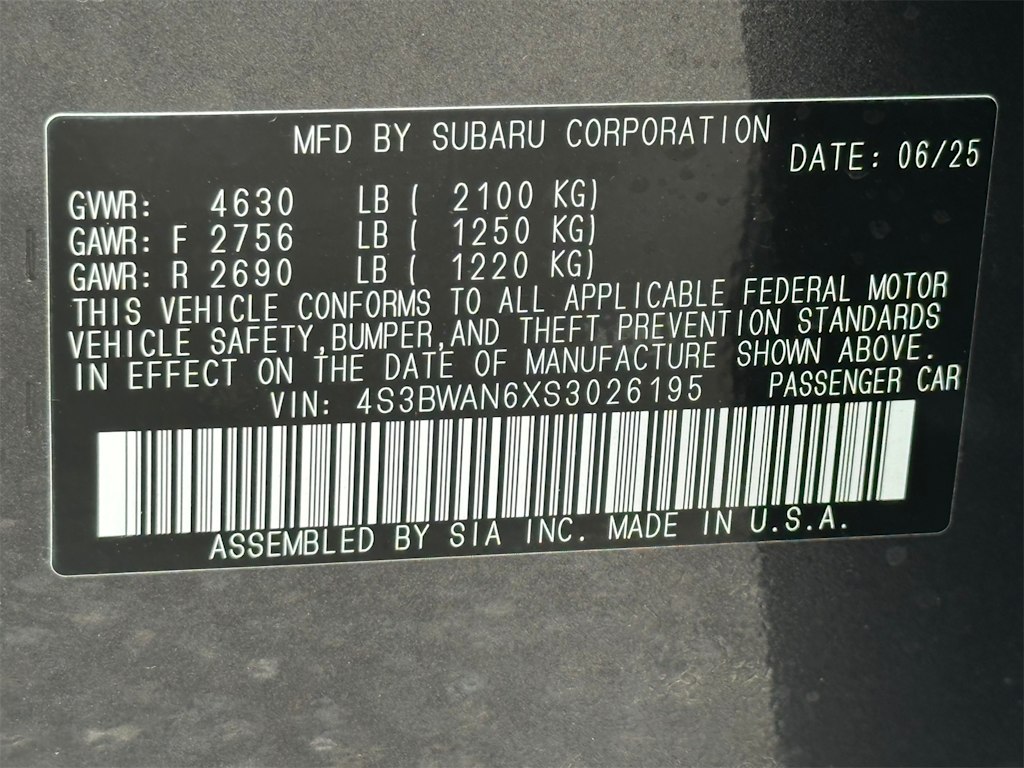 MFD BY SUBARU CORPORATION
DATE: 06/25
GVWR: 4630 LB ( 2100 KG)
GAWR: F 2756 LB ( 1250 KG)
GAWR: R 2690 LB ( 1220 KG)
THIS VEHICLE CONFORMS TO ALL APPLICABLE FEDERAL MOTOR
VEHICLE SAFETY,BUMPER,AND THEFT PREVENTION STANDARDS
IN EFFECT ON THE DATE OF MANUFACTURE SHOWN ABOVE.
VIN: 4S3BWAN6XS3026195 PASSENGER CAR
ASSEMBLED BY SIA INC. MADE IN U.S.A.